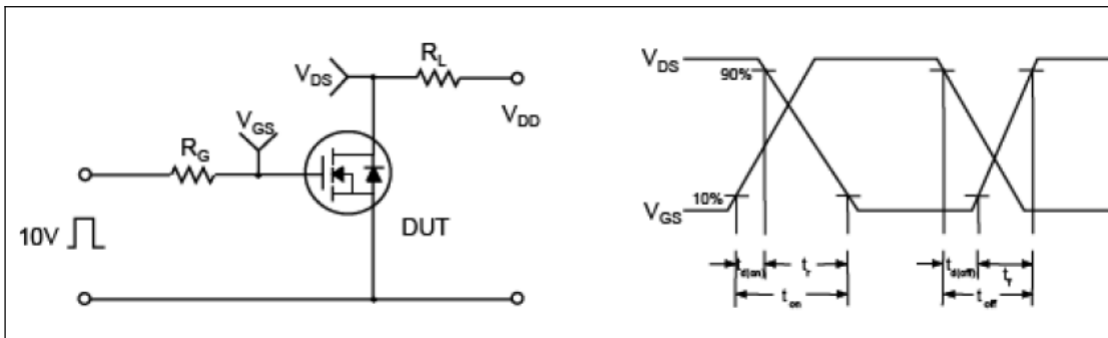 R_L
V_DS
V_DD
V_GS
R_G
10V
DUT
V_DS
90%
10%
V_GS
t_d(on)
t_r
t_on
t_d(off)
t_f
t_off